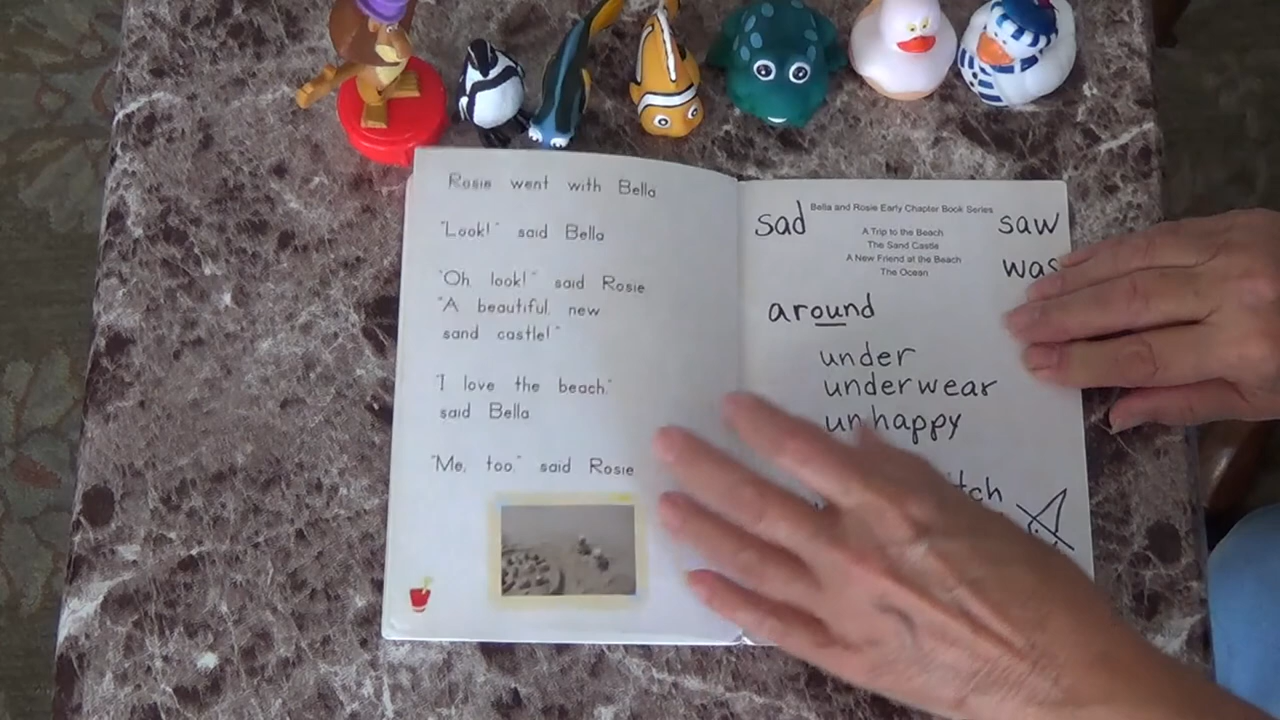 Rosie went with Bella
"Look!" said Bella
"Oh, look!" said Rosie
"A beautiful, new
sand castle!"
"I love the beach,"
said Bella
"Me, too," said Rosie
Bella and Rosie Early Chapter Book Series
A Trip to the Beach
The Sand Castle
A New Friend at the Beach
The Ocean
sad
saw
was
around
under
underwear
unhappy